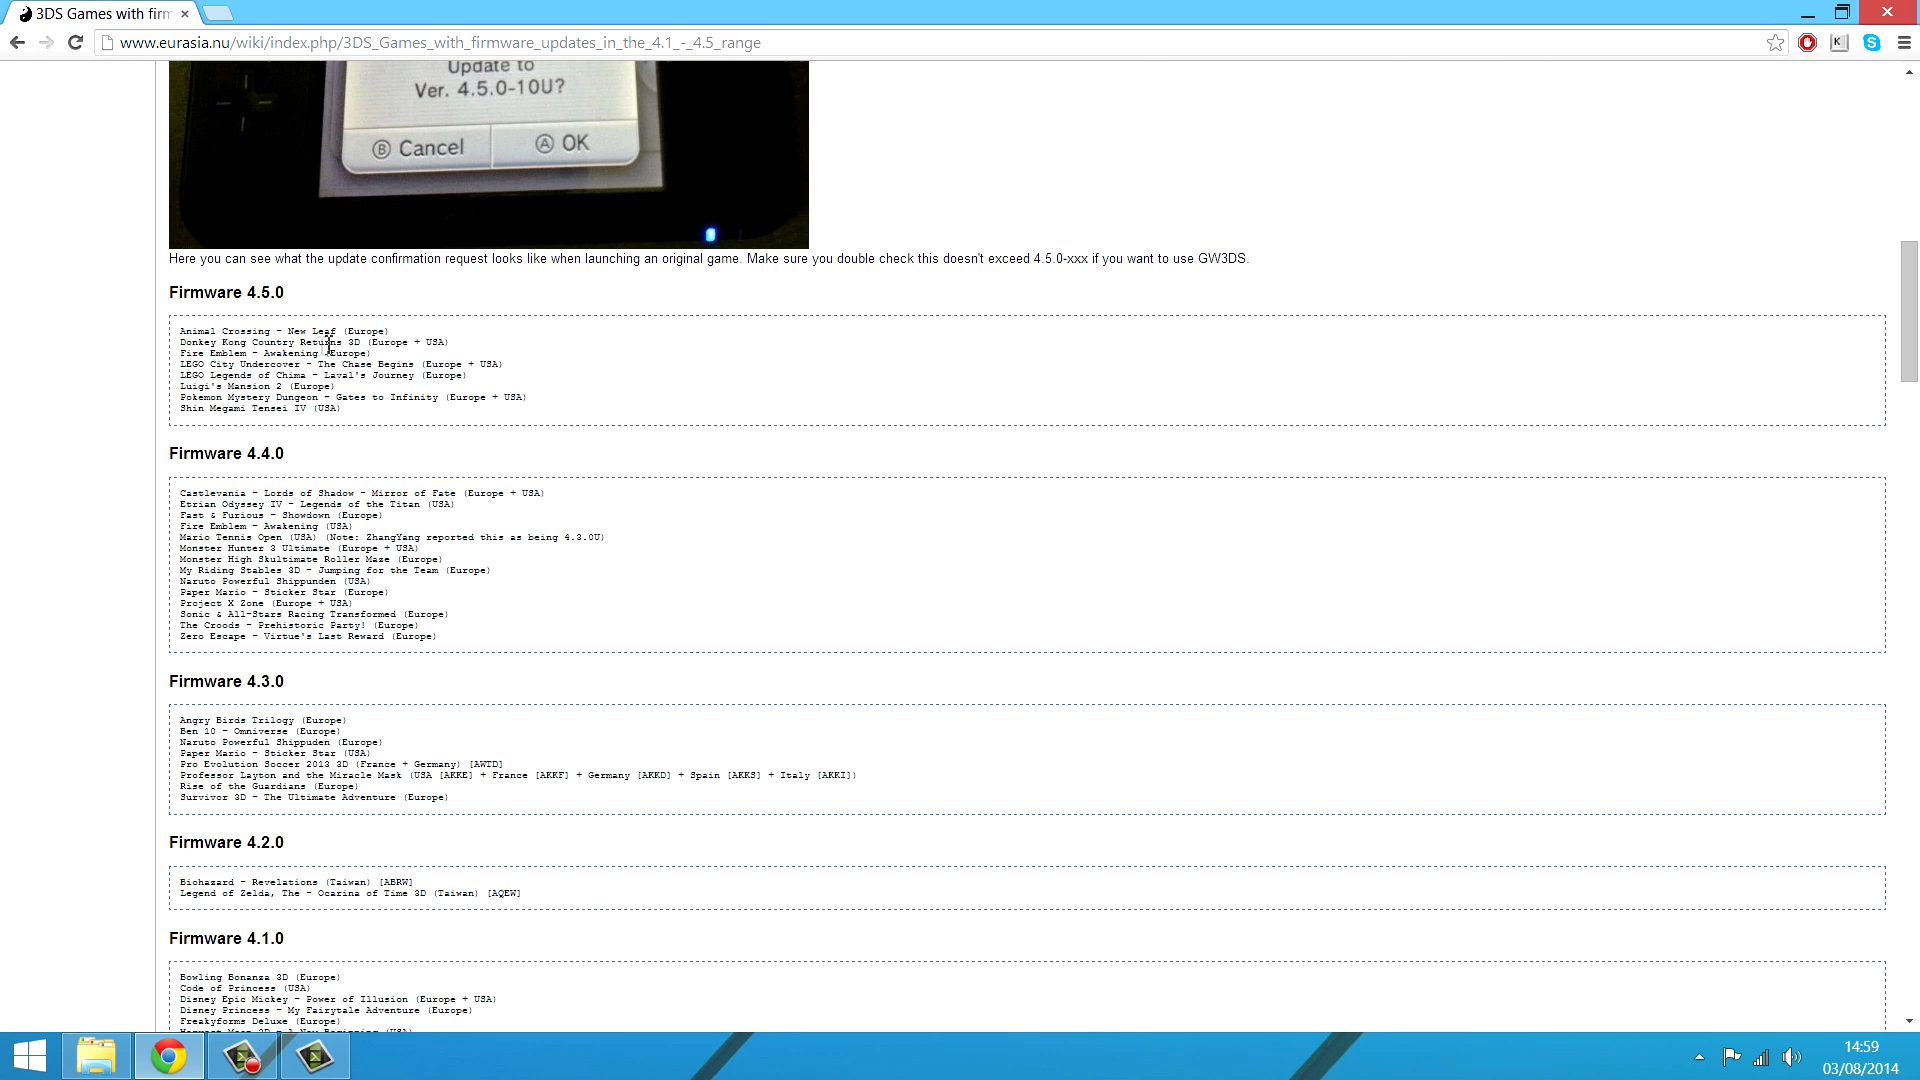 3DS Games with firm
www.eurasia.nu/wiki/index.php/3DS_Games_with_firmware_updates_in_the_4.1_-_4.5_range
Update to
Ver. 4.5.0-10U?
Ⓑ Cancel
Ⓐ OK
Here you can see what the update confirmation request looks like when launching an original game. Make sure you double check this doesn't exceed 4.5.0-xxx if you want to use GW3DS.
Firmware 4.5.0
Animal Crossing - New Leaf (Europe)
Donkey Kong Country Returns 3D (Europe + USA)
Fire Emblem - Awakening (Europe)
LEGO City Undercover - The Chase Begins (Europe + USA)
LEGO Legends of Chima - Laval's Journey (Europe)
Luigi's Mansion 2 (Europe)
Pokemon Mystery Dungeon - Gates to Infinity (Europe + USA)
Shin Megami Tensei IV (USA)
Firmware 4.4.0
Castlevania - Lords of Shadow - Mirror of Fate (Europe + USA)
Etrian Odyssey IV - Legends of the Titan (USA)
Fast & Furious - Showdown (Europe)
Fire Emblem - Awakening (USA)
Mario Tennis Open (USA) (Note: ZhangYang reported this as being 4.3.0U)
Monster Hunter 3 Ultimate (Europe + USA)
Monster High Skultimate Roller Maze (Europe)
My Riding Stables 3D - Jumping for the Team (Europe)
Naruto Powerful Shippunden (USA)
Paper Mario - Sticker Star (Europe)
Project X Zone (Europe + USA)
Sonic & All-Stars Racing Transformed (Europe)
The Croods - Prehistoric Party! (Europe)
Zero Escape - Virtue's Last Reward (Europe)
Firmware 4.3.0
Angry Birds Trilogy (Europe)
Ben 10 - Omniverse (Europe)
Naruto Powerful Shippuden (Europe)
Paper Mario - Sticker Star (USA)
Pro Evolution Soccer 2013 3D (France + Germany) [AWTD]
Professor Layton and the Miracle Mask (USA [AKKE] + France [AKKF] + Germany [AKKD] + Spain [AKKS] + Italy [AKKI])
Rise of the Guardians (Europe)
Survivor 3D - The Ultimate Adventure (Europe)
Firmware 4.2.0
Biohazard - Revelations (Taiwan) [ABRW]
Legend of Zelda, The - Ocarina of Time 3D (Taiwan) [AQEW]
Firmware 4.1.0
Bowling Bonanza 3D (Europe)
Code of Princess (USA)
Disney Epic Mickey - Power of Illusion (Europe + USA)
Disney Princess - My Fairytale Adventure (Europe)
Freakyforms Deluxe (Europe)
Harvest Moon 3D - A New Beginning (USA)
14:59
03/08/2014